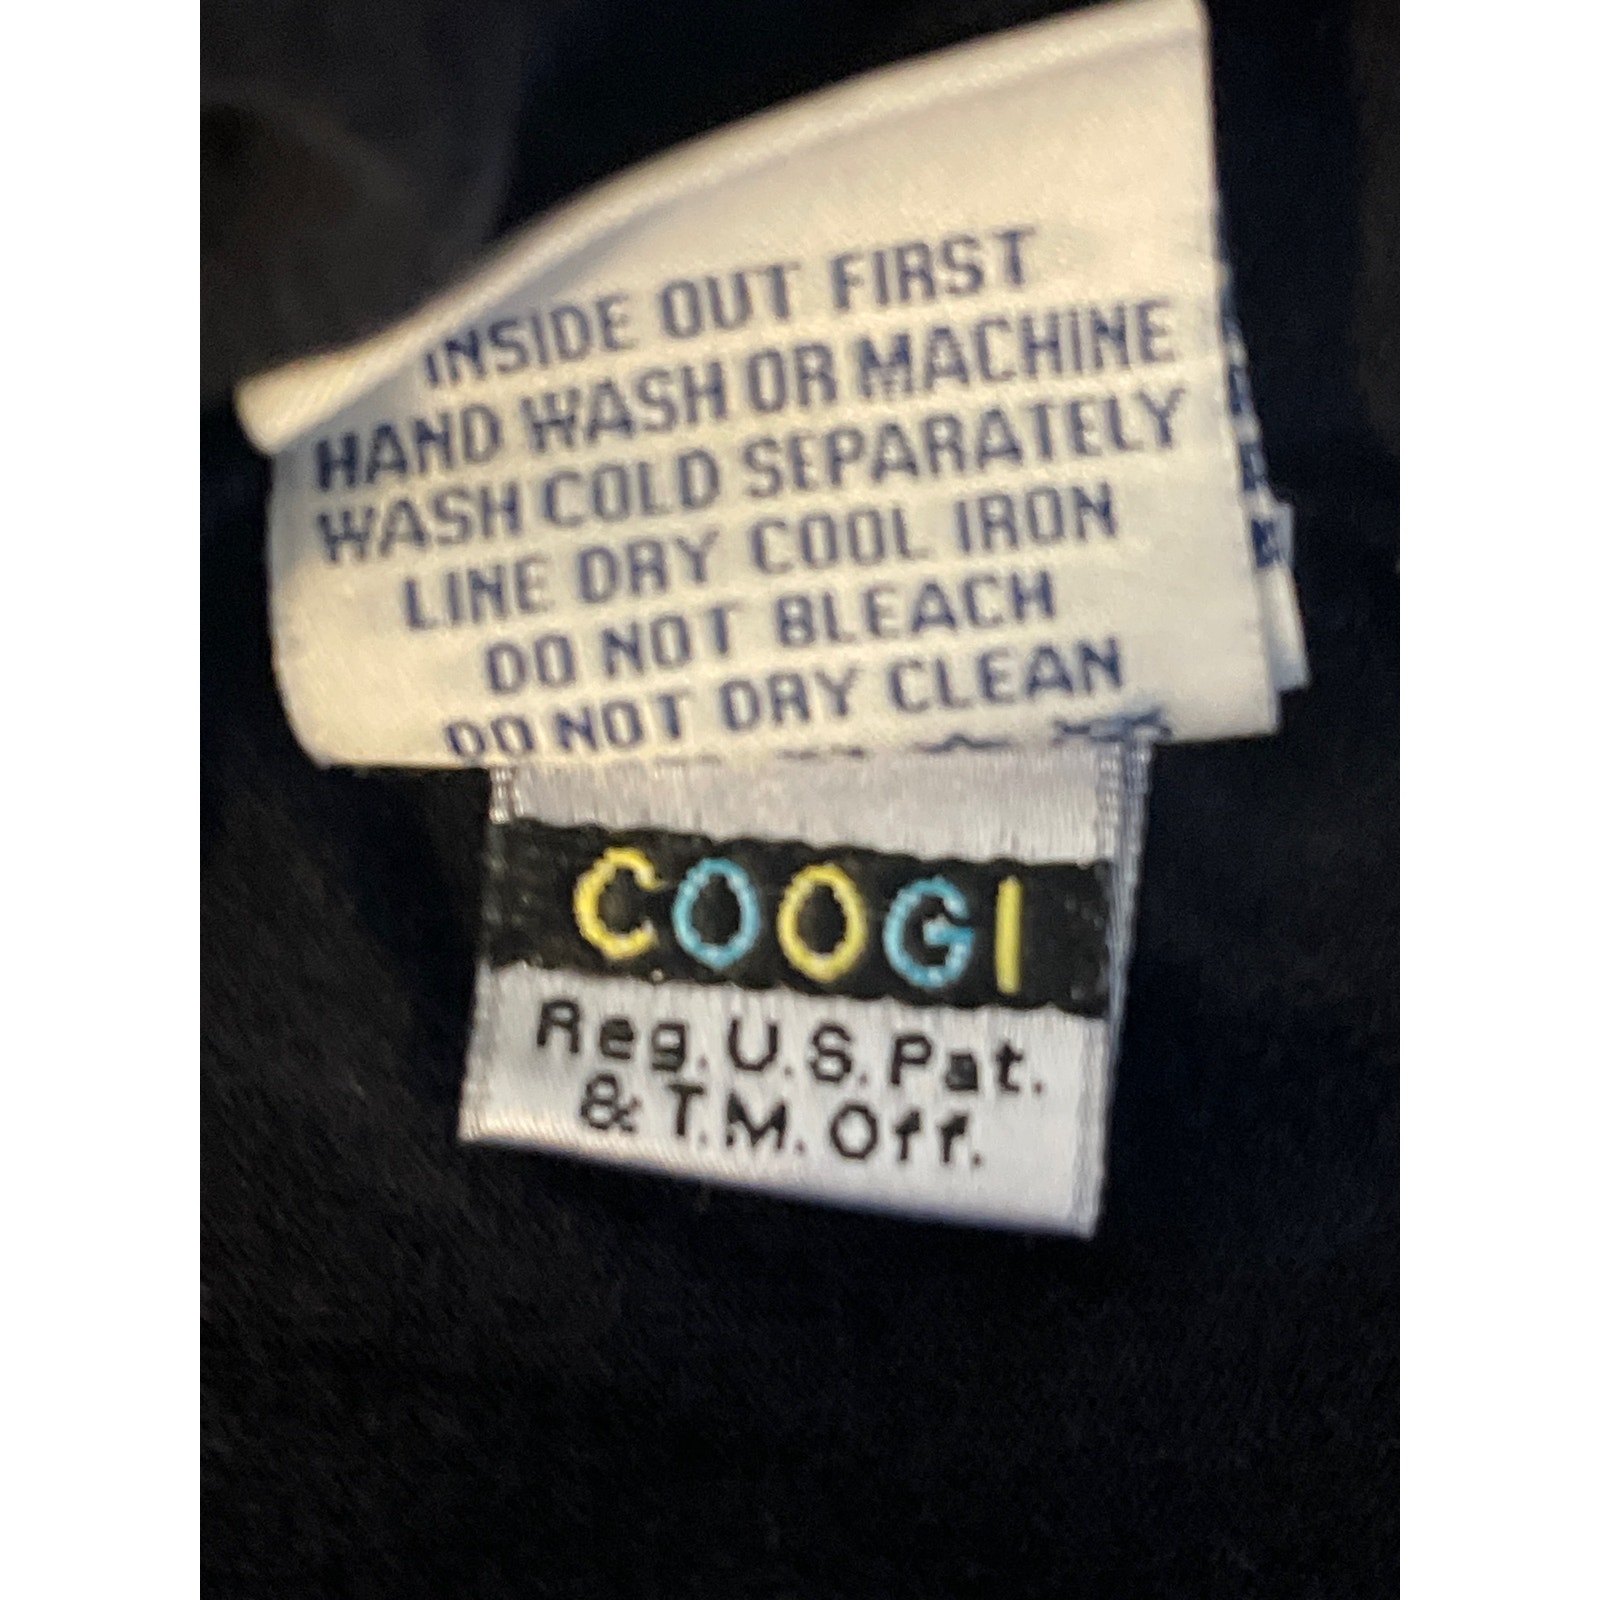 INSIDE OUT FIRST
HAND WASH OR MACHINE
WASH COLD SEPARATELY
LINE DRY COOL IRON
DO NOT BLEACH
DO NOT DRY CLEAN
COOGI
Reg. U.S. Pat.
& T.M. Off.